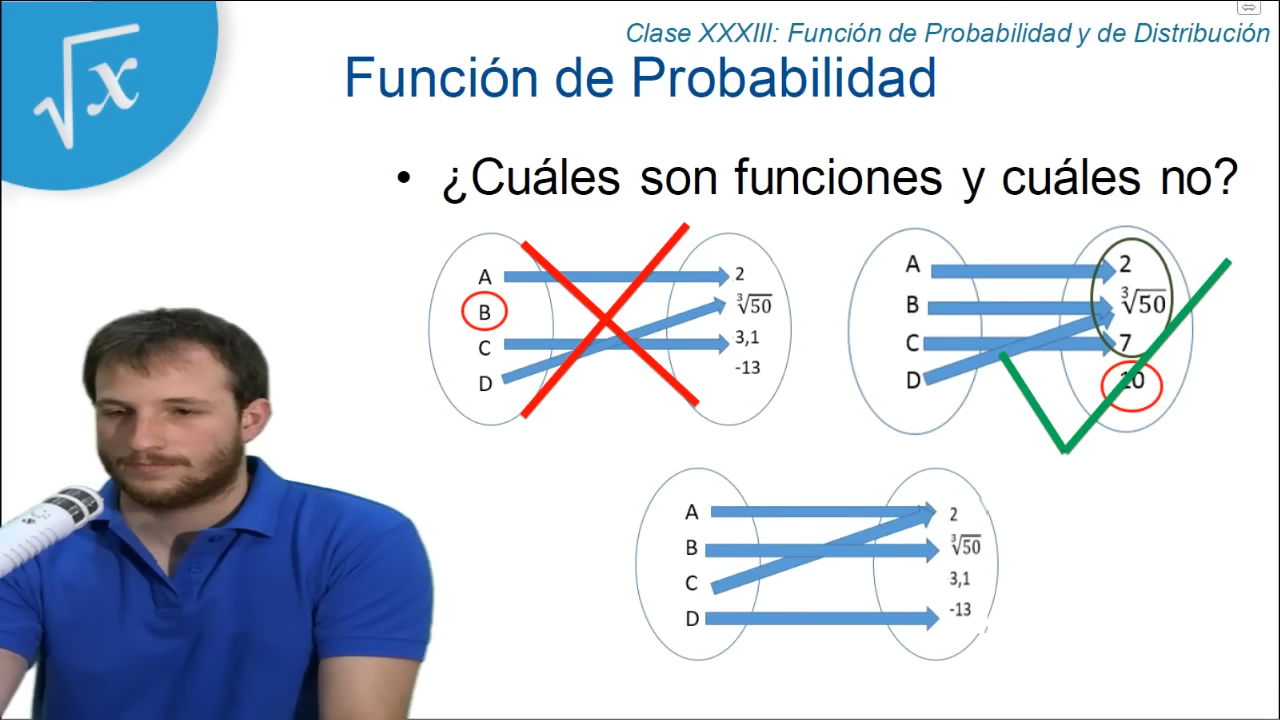 Clase XXXIII: Función de Probabilidad y de Distribución
√x
Función de Probabilidad
• ¿Cuáles son funciones y cuáles no?
A
B
C
D
2
∛50
3,1
-13
A
B
C
D
2
∛50
7
10
A
B
C
D
2
∛50
3,1
-13